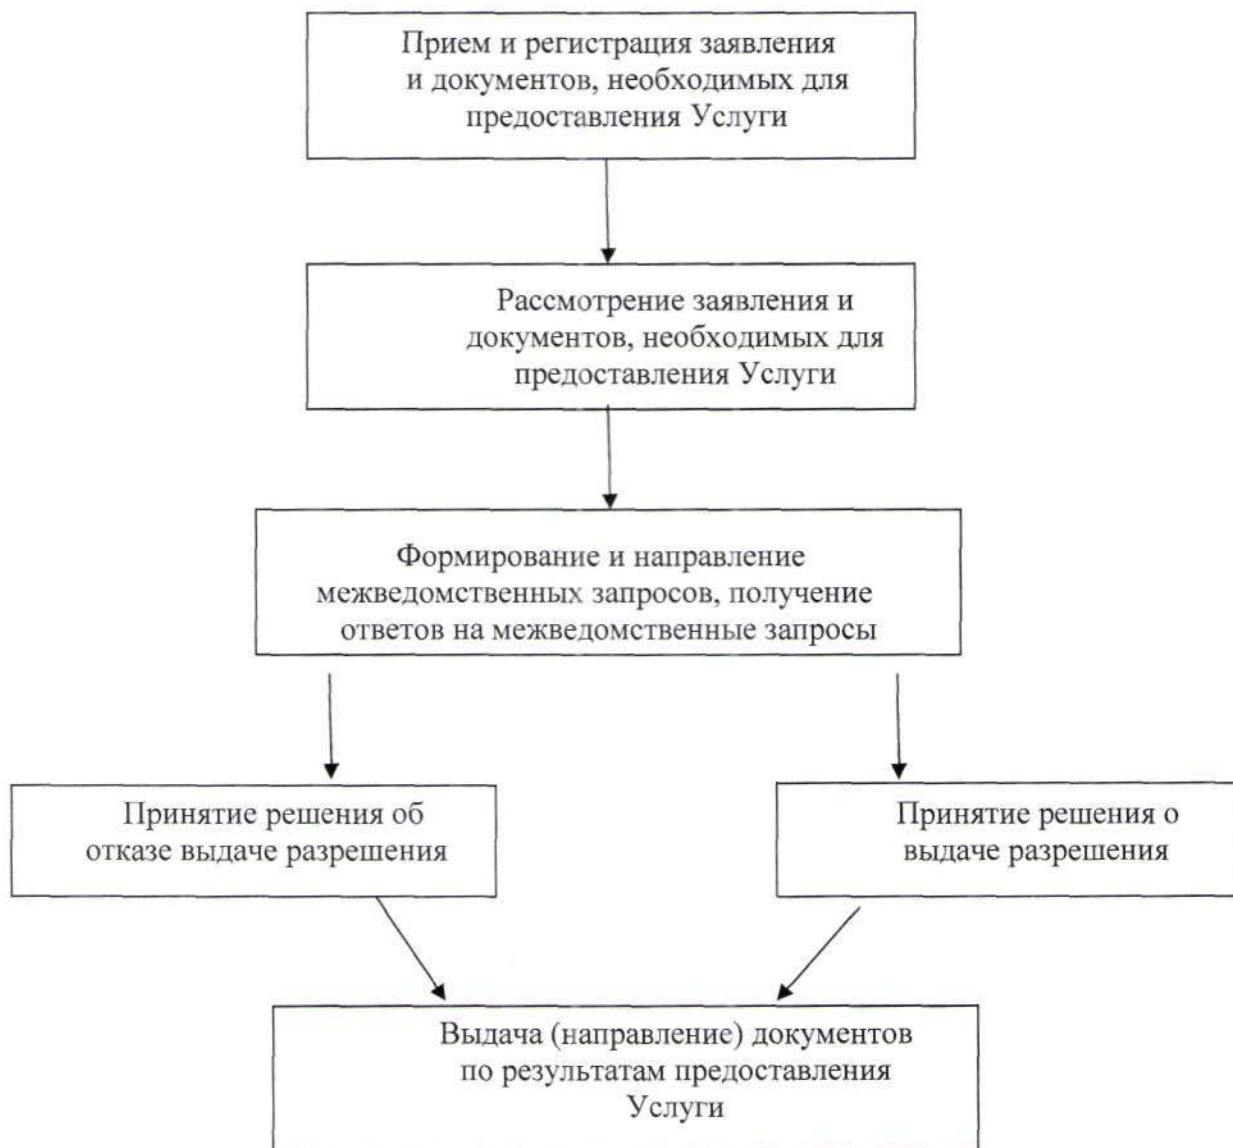 Прием и регистрация заявления
и документов, необходимых для
предоставления Услуги
Рассмотрение заявления и
документов, необходимых для
предоставления Услуги
Формирование и направление
межведомственных запросов, получение
ответов на межведомственные запросы
Принятие решения об
отказе выдаче разрешения
Принятие решения о
выдаче разрешения
Выдача (направление) документов
по результатам предоставления
Услуги